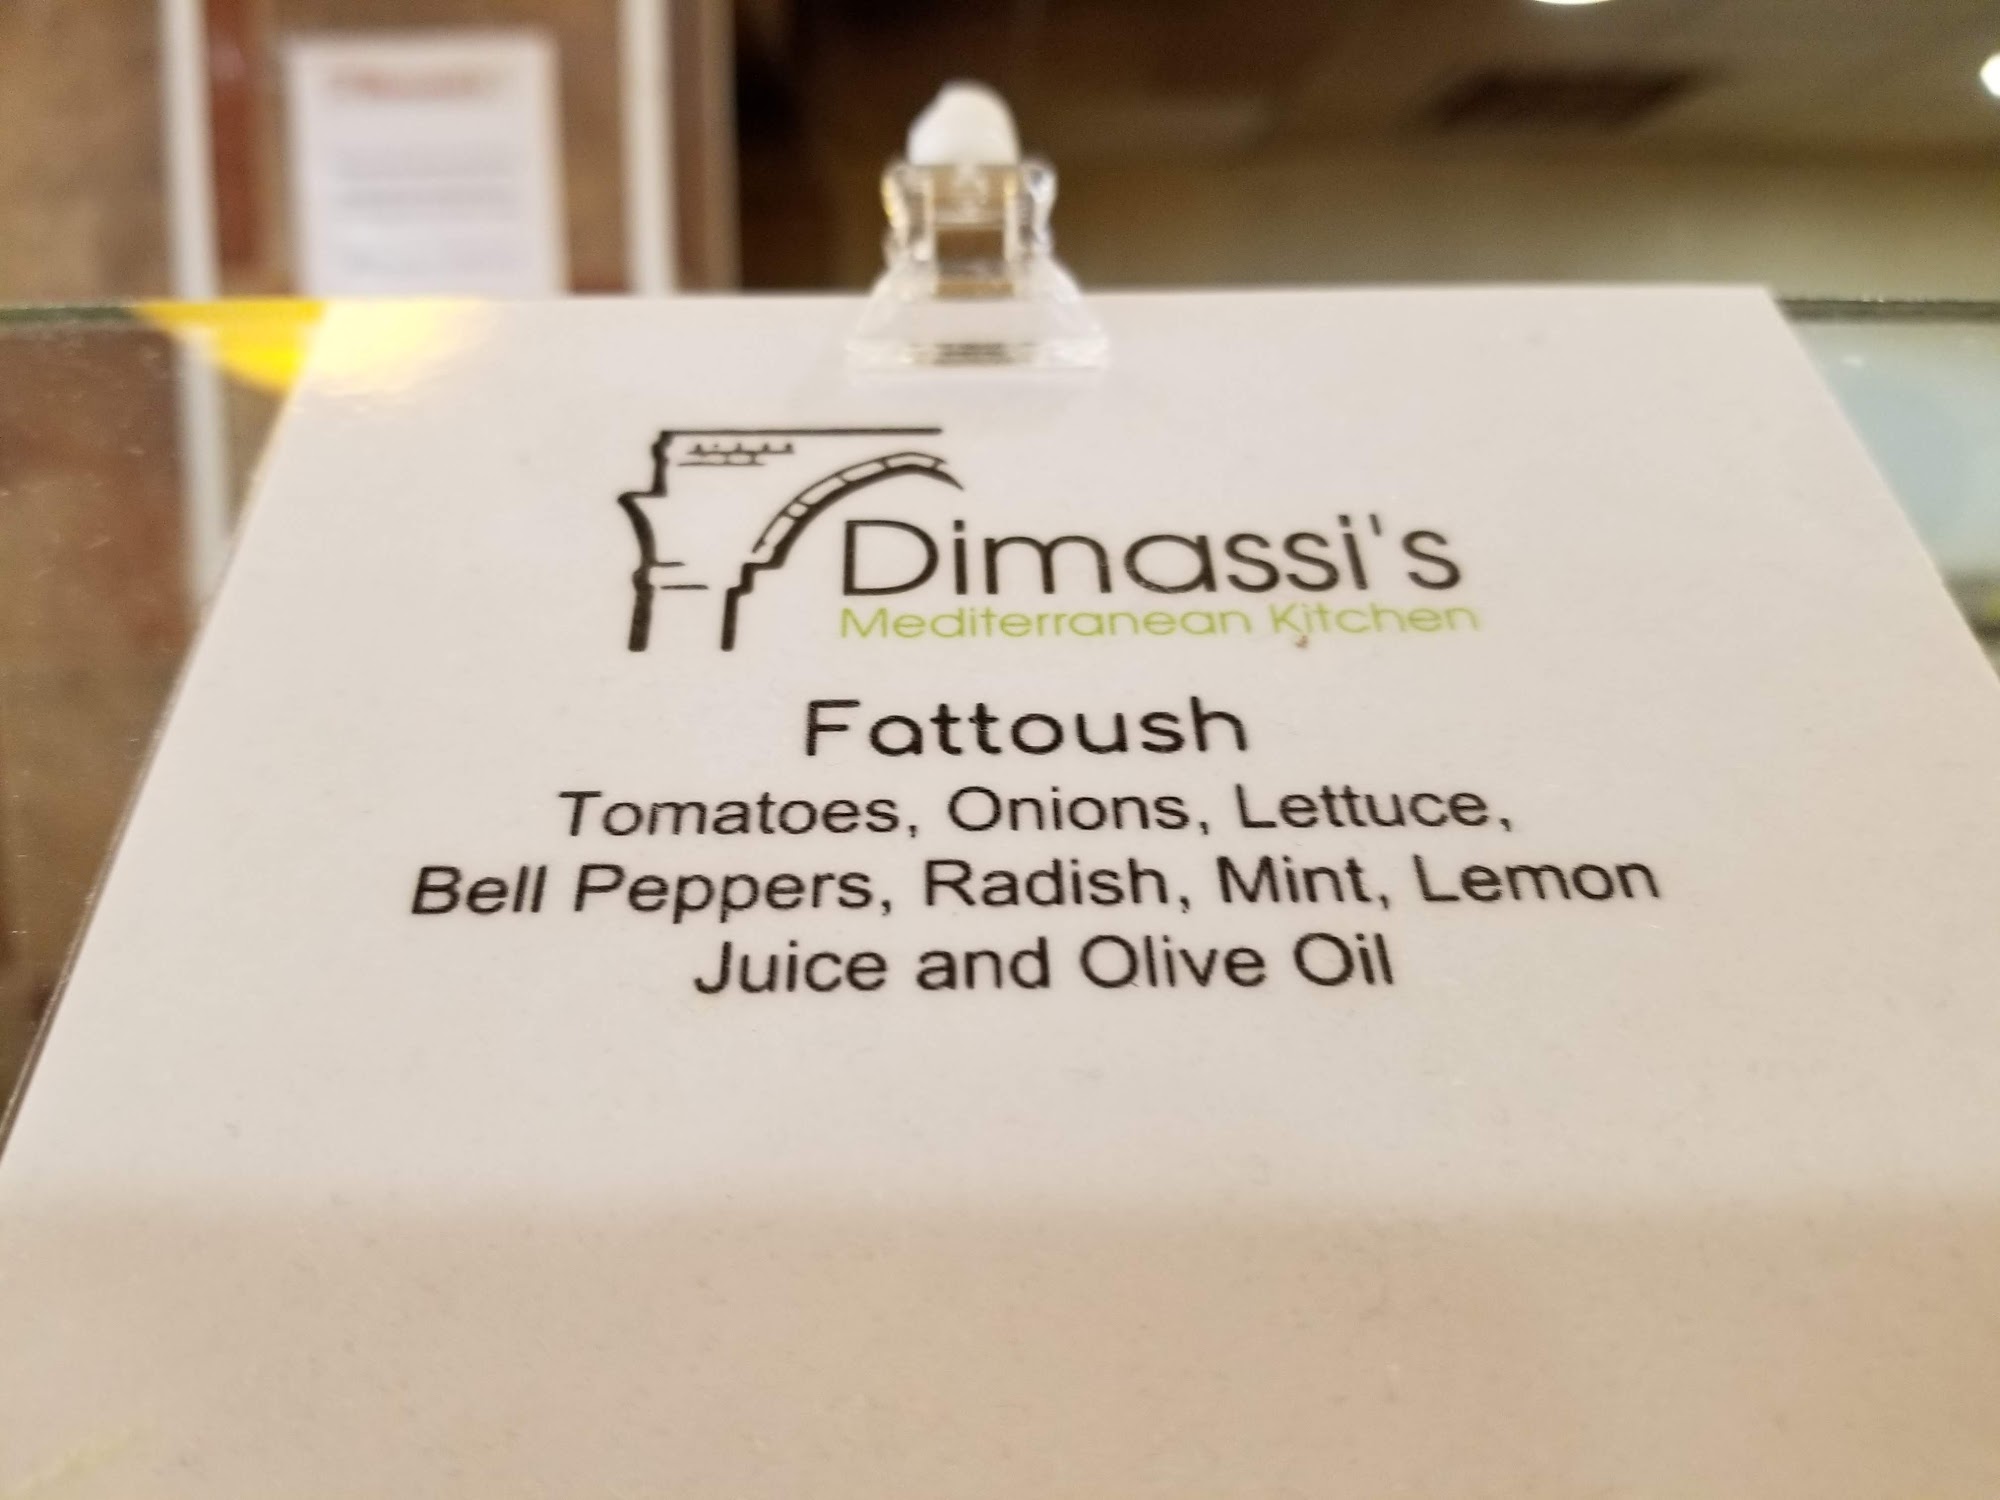 Dimassi's
Mediterranean Kitchen
Fattoush
Tomatoes, Onions, Lettuce,
Bell Peppers, Radish, Mint, Lemon
Juice and Olive Oil